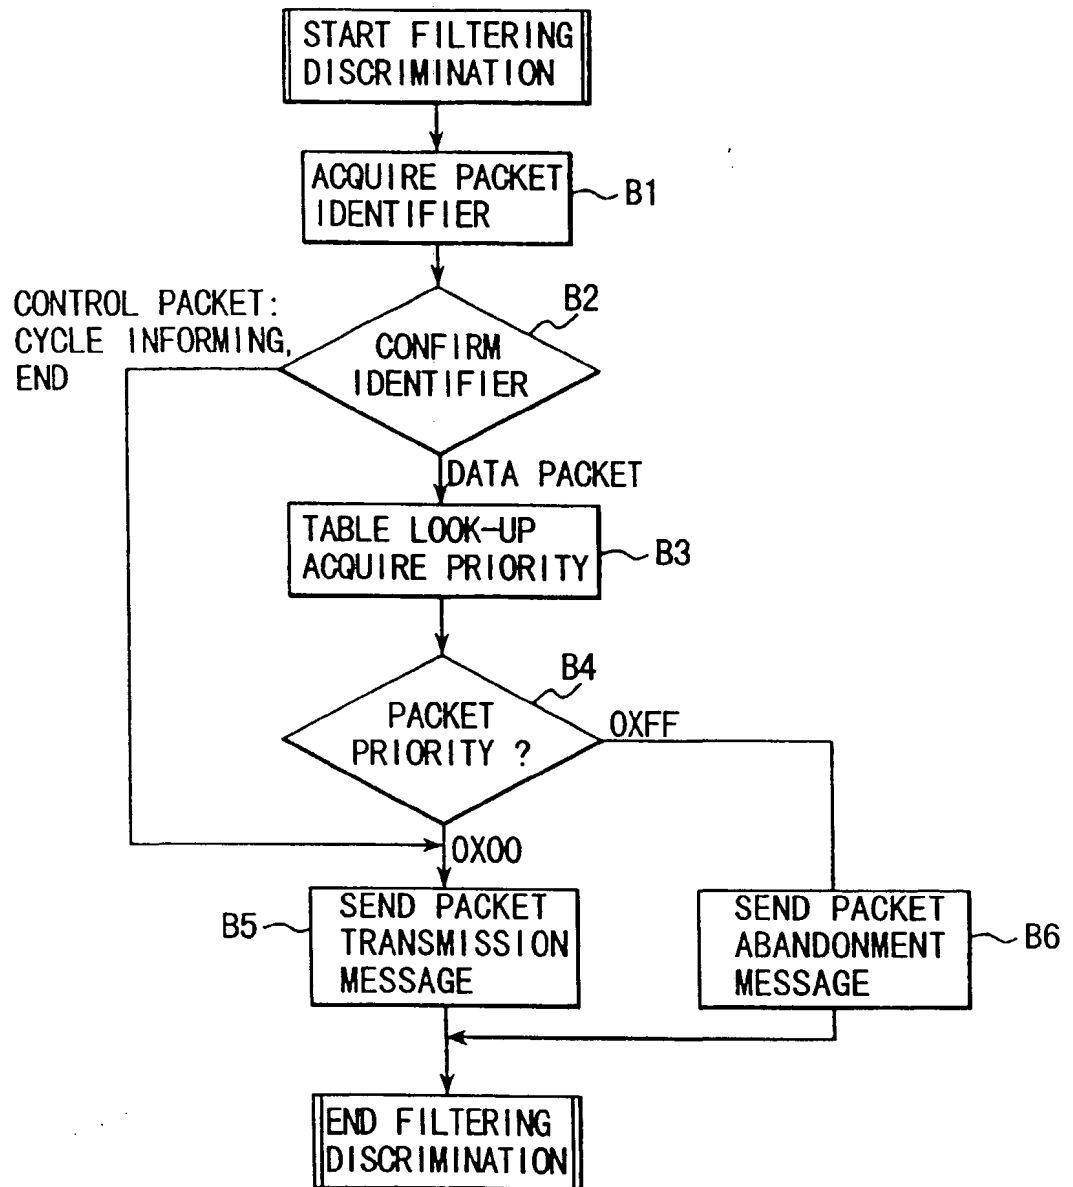 START FILTERING
DISCRIMINATION
ACQUIRE PACKET
IDENTIFIER
B1
CONTROL PACKET:
CYCLE INFORMING,
END
B2
CONFIRM
IDENTIFIER
DATA PACKET
TABLE LOOK-UP
ACQUIRE PRIORITY
B3
B4
PACKET
PRIORITY ?
0XFF
0X00
B5
SEND PACKET
TRANSMISSION
MESSAGE
SEND PACKET
ABANDONMENT
MESSAGE
B6
END FILTERING
DISCRIMINATION